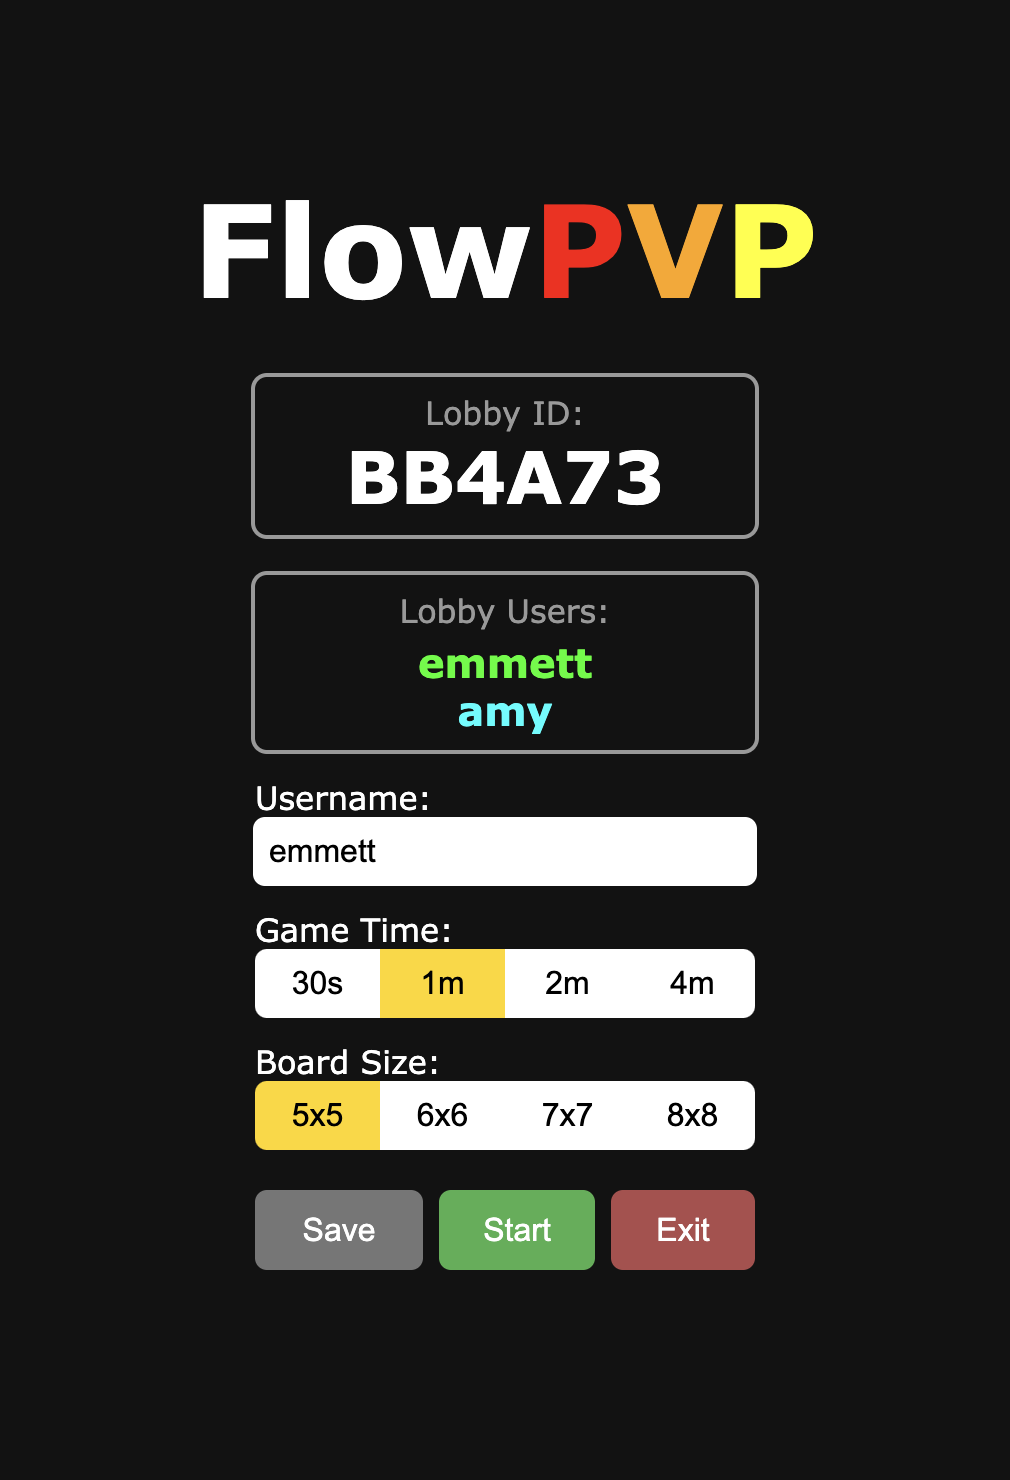 FlowPVP
Lobby ID:
BB4A73
Lobby Users:
emmett
amy
Username:
emmett
Game Time:
30s 1m 2m 4m
Board Size:
5x5 6x6 7x7 8x8
Save Start Exit